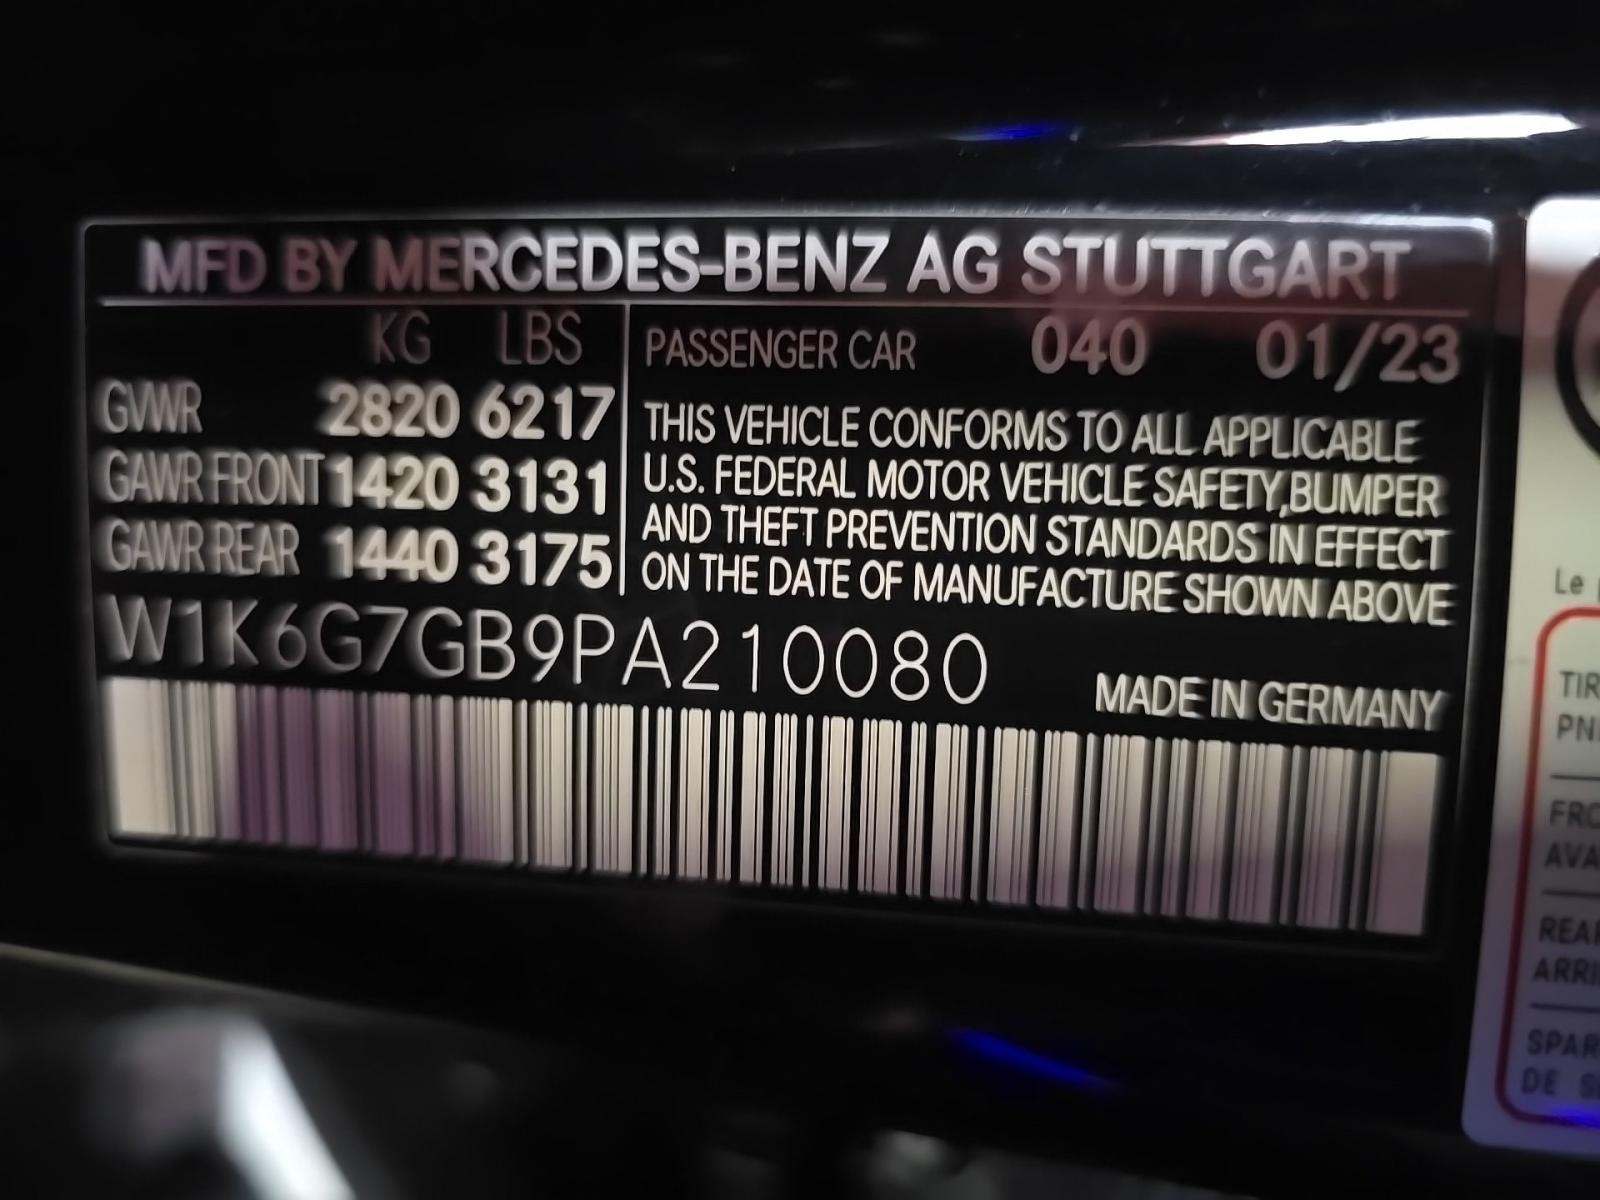 MFD BY MERCEDES-BENZ AG STUTTGART
KG LBS
GVWR 2820 6217
GAWR FRONT 1420 3131
GAWR REAR 1440 3175
PASSENGER CAR 040 01/23
THIS VEHICLE CONFORMS TO ALL APPLICABLE
U.S. FEDERAL MOTOR VEHICLE SAFETY,BUMPER
AND THEFT PREVENTION STANDARDS IN EFFECT
ON THE DATE OF MANUFACTURE SHOWN ABOVE
W1K6G7GB9PA210080
MADE IN GERMANY
Le
DE